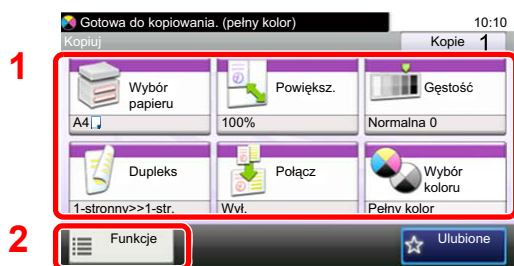 Gotowa do kopiowania. (pełny kolor)
10:10
Kopiuj
Kopie 1
1
Wybór
papieru
A4
Powiększ.
100%
Gęstość
Normalna 0
Dupleks
1-stronny>>1-str.
Połącz
Wył.
Wybór
koloru
Pełny kolor
2
Funkcje
Ulubione